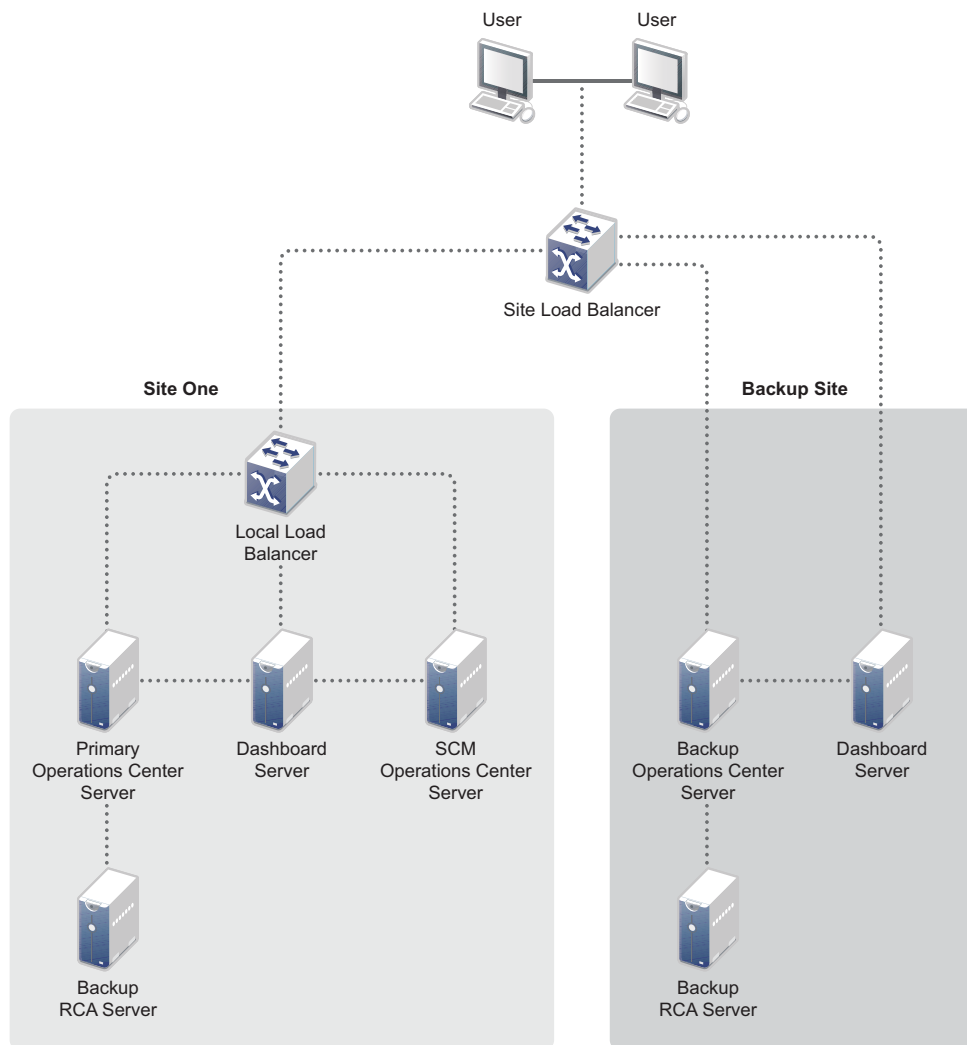 User
User
Site Load Balancer
Site One
Backup Site
Local Load
Balancer
Primary
Operations Center
Server
Dashboard
Server
SCM
Operations Center
Server
Backup
Operations Center
Server
Dashboard
Server
Backup
RCA Server
Backup
RCA Server